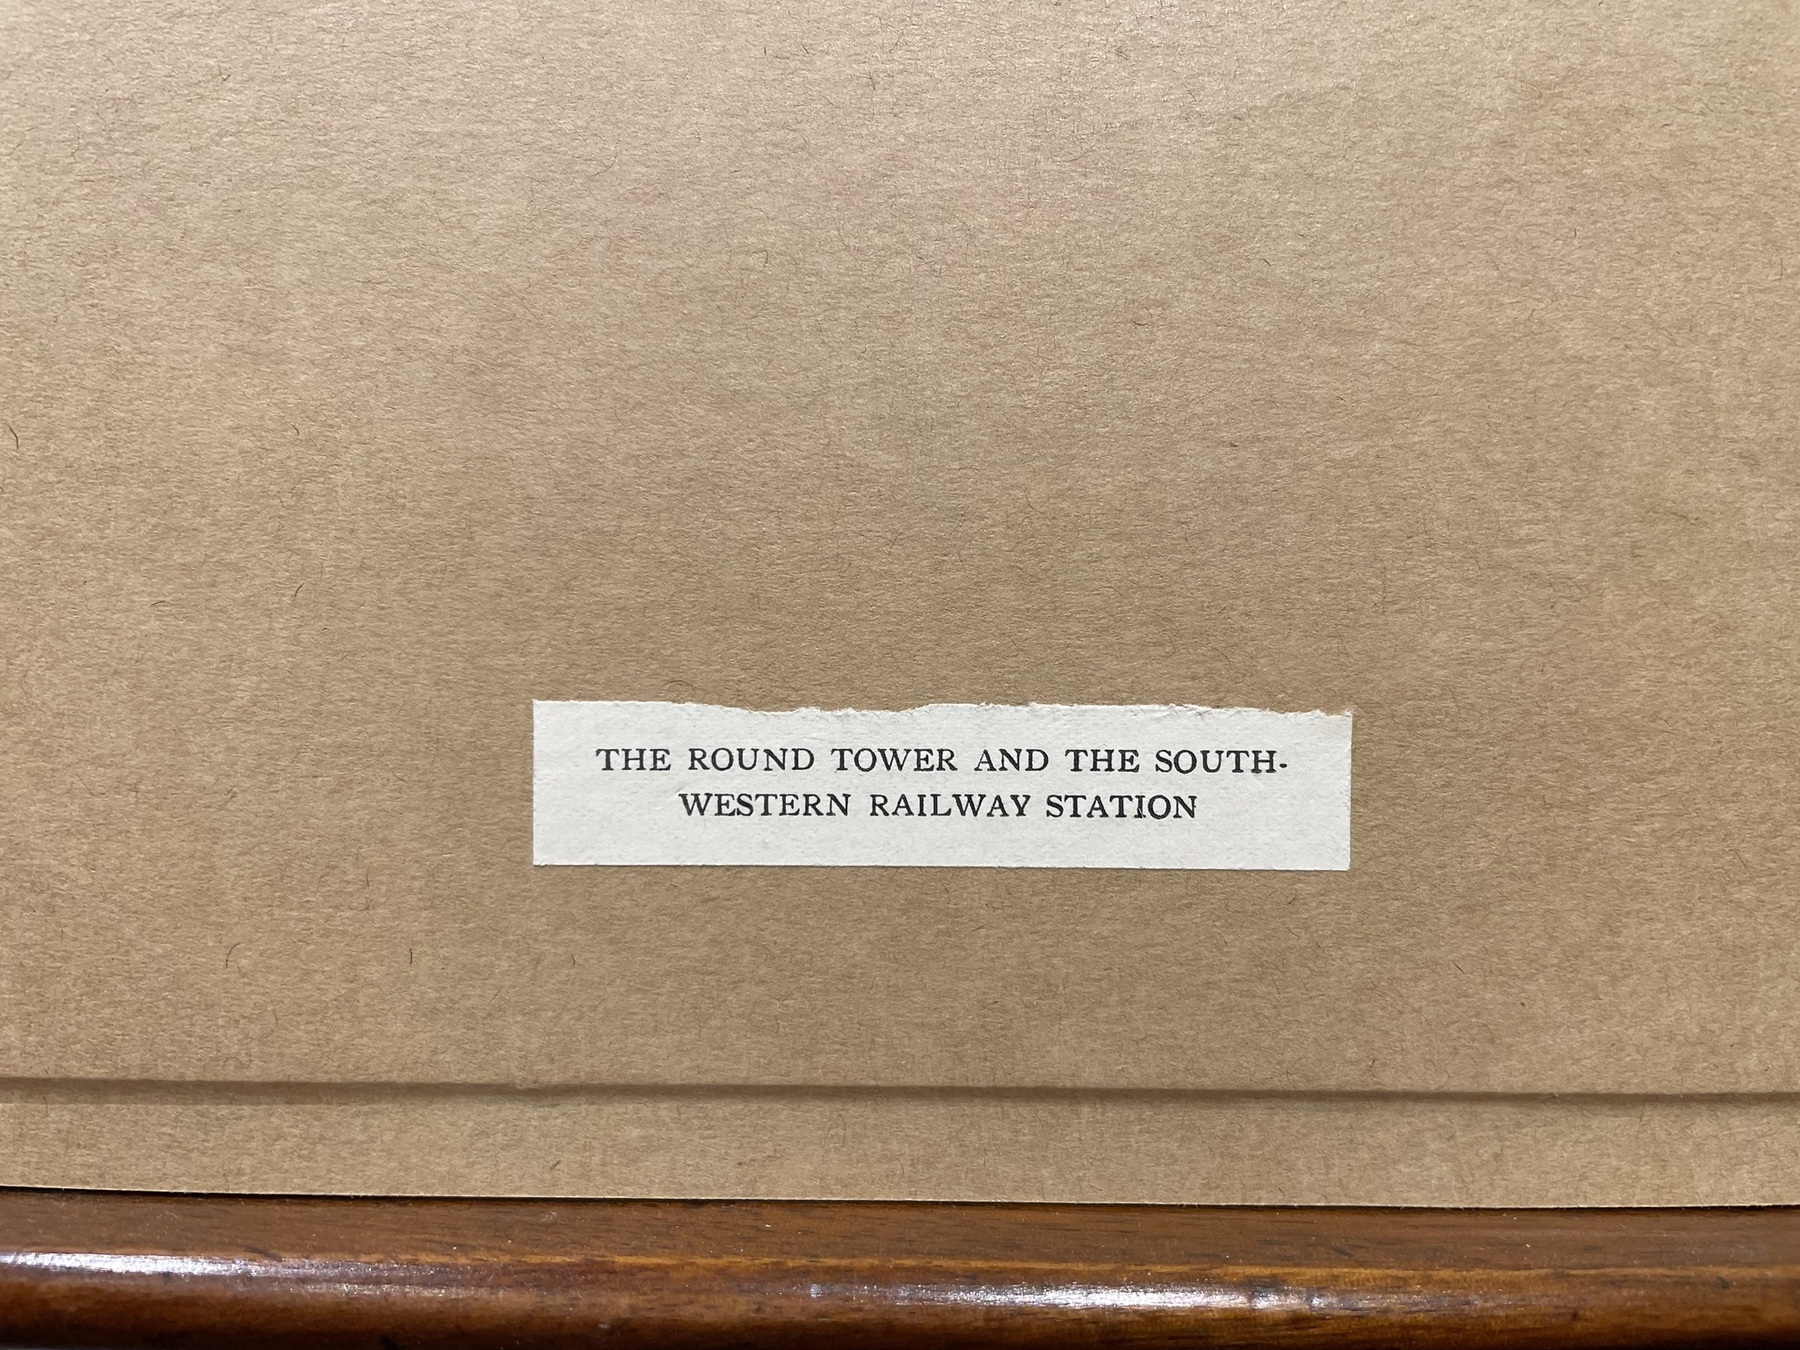 THE ROUND TOWER AND THE SOUTH-
WESTERN RAILWAY STATION